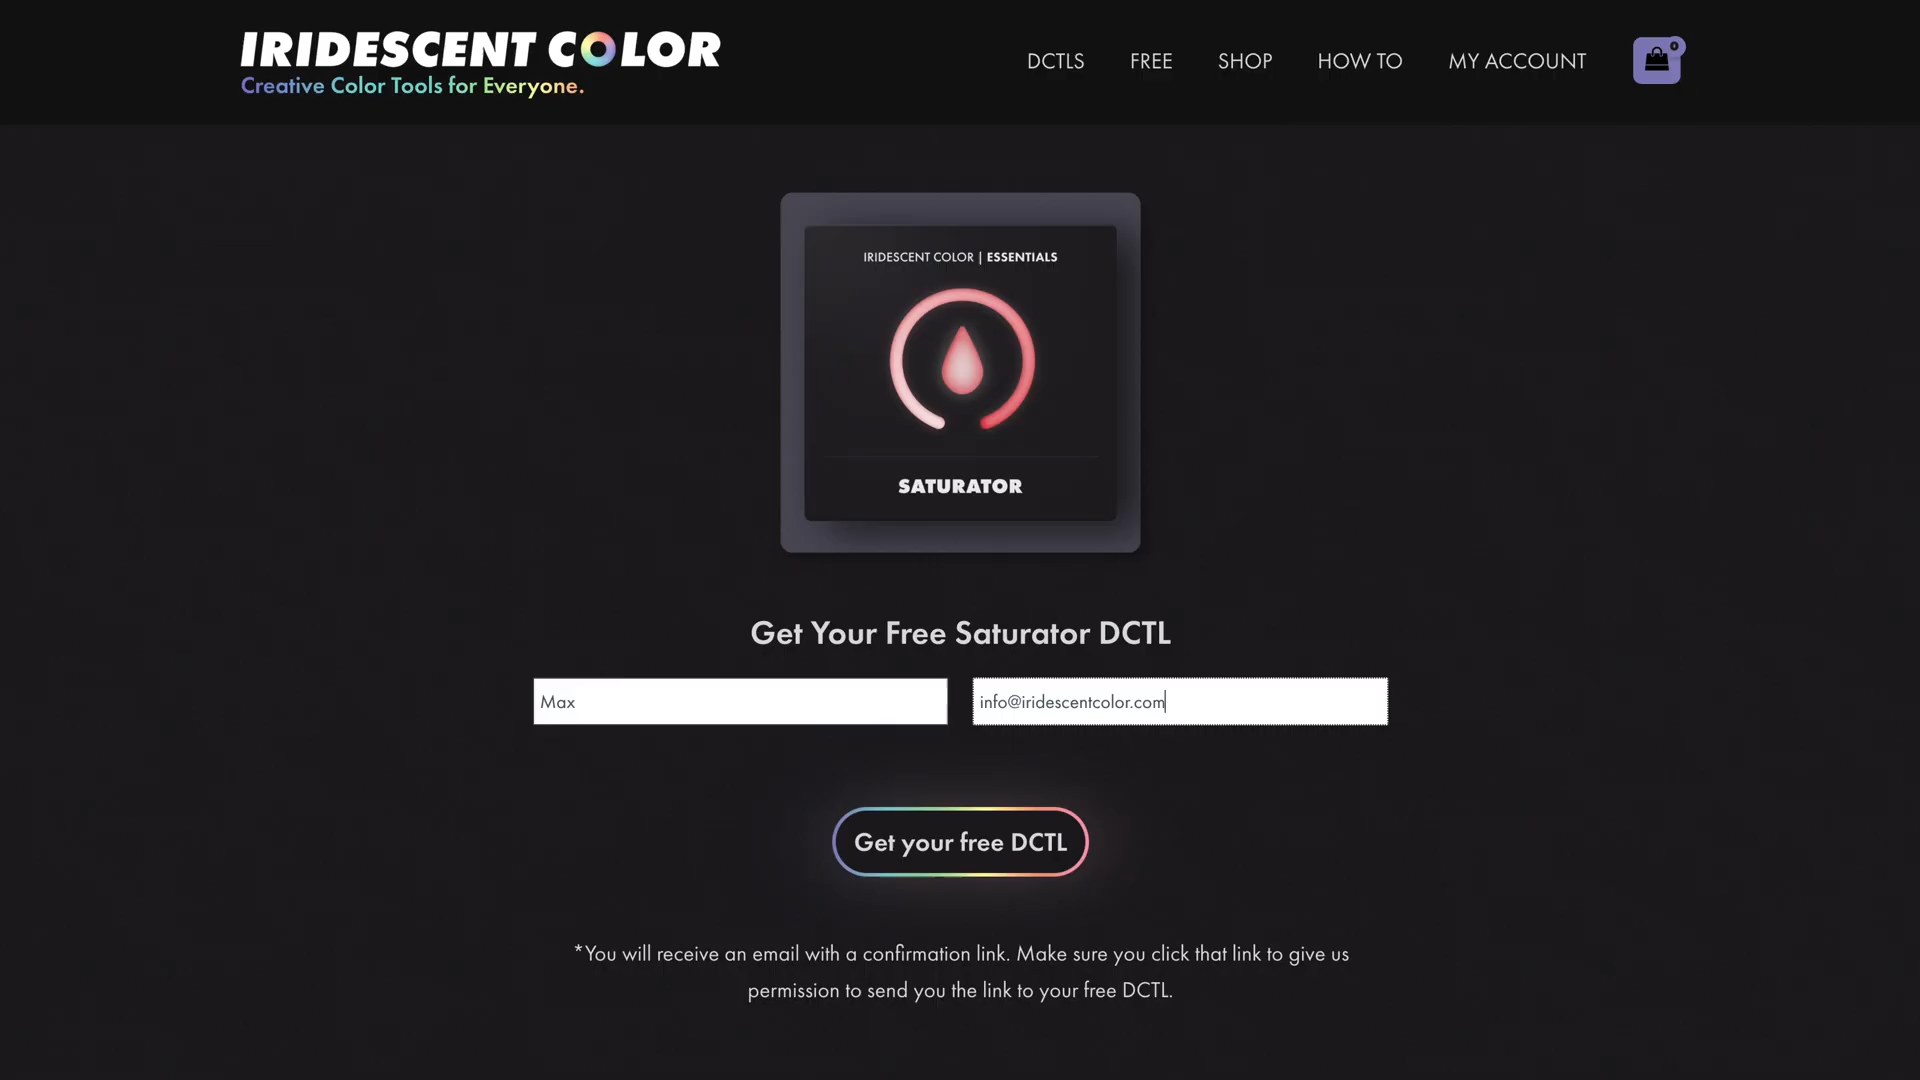 IRIDESCENT COLOR
Creative Color Tools for Everyone.
DCTLS FREE SHOP HOW TO MY ACCOUNT 0
IRIDESCENT COLOR | ESSENTIALS
SATURATOR
Get Your Free Saturator DCTL
Max info@iridescentcolor.com
Get your free DCTL
*You will receive an email with a confirmation link. Make sure you click that link to give us
permission to send you the link to your free DCTL.